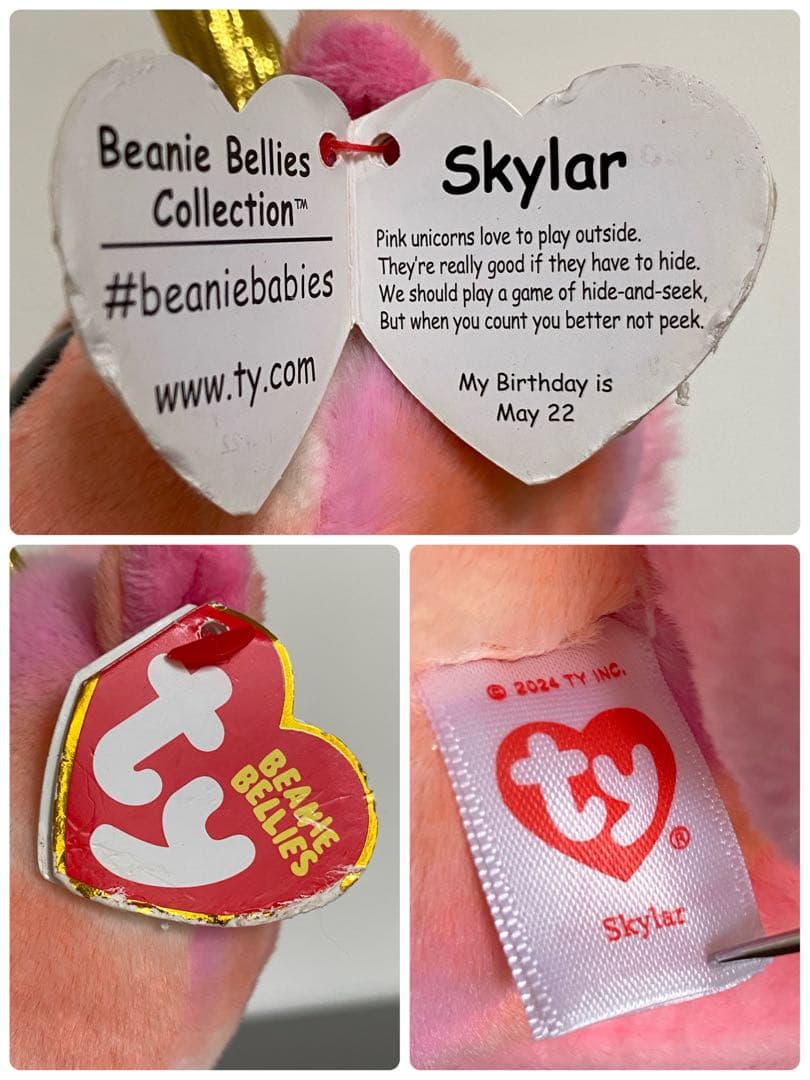 Beanie Bellies
Collection™
#beaniebabies
www.ty.com
Skylar
Pink unicorns love to play outside.
They're really good if they have to hide.
We should play a game of hide-and-seek,
But when you count you better not peek.
My Birthday is
May 22
ty
BEANIE
BELLIES
© 2024 TY INC.
ty®
Skylar